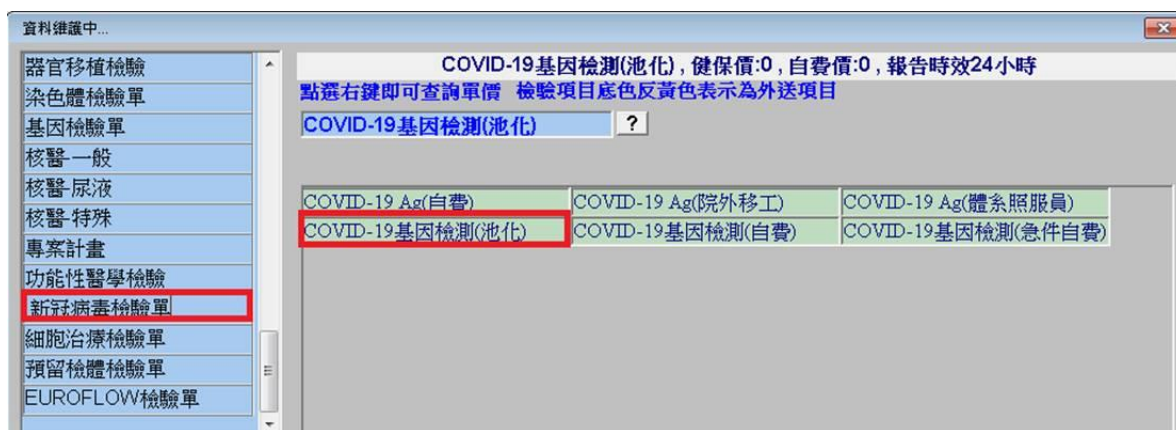 資料維護中...
器官移植檢驗
染色體檢驗單
基因檢驗單
核醫-一般
核醫-尿液
核醫-特殊
專案計畫
功能性醫學檢驗
新冠病毒檢驗單
細胞治療檢驗單
預留檢體檢驗單
EUROFLOW檢驗單
COVID-19基因檢測(池化) , 健保價:0 , 自費價:0 , 報告時效24小時
點選右鍵即可查詢單價 檢驗項目底色反黃色表示為外送項目
COVID-19基因檢測(池化) ?
COVID-19 Ag(自費) COVID-19 Ag(院外移工) COVID-19 Ag(體系照服員)
COVID-19基因檢測(池化) COVID-19基因檢測(自費) COVID-19基因檢測(急件自費)